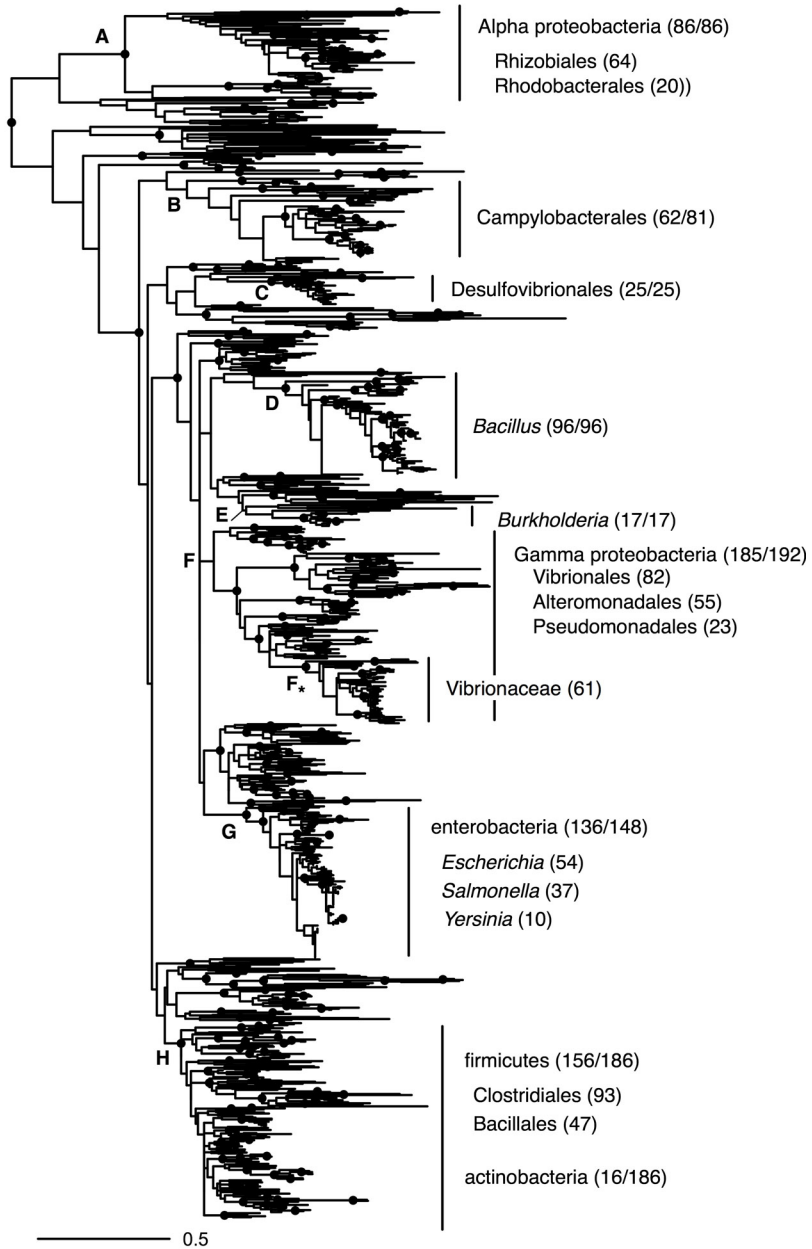 A
Alpha proteobacteria (86/86)
Rhizobiales (64)
Rhodobacterales (20))
B
Campylobacterales (62/81)
C
Desulfovibrionales (25/25)
D
Bacillus (96/96)
E
Burkholderia (17/17)
F
Gamma proteobacteria (185/192)
Vibrionales (82)
Alteromonadales (55)
Pseudomonadales (23)
F*
Vibrionaceae (61)
G
enterobacteria (136/148)
Escherichia (54)
Salmonella (37)
Yersinia (10)
H
firmicutes (156/186)
Clostridiales (93)
Bacillales (47)
actinobacteria (16/186)
0.5